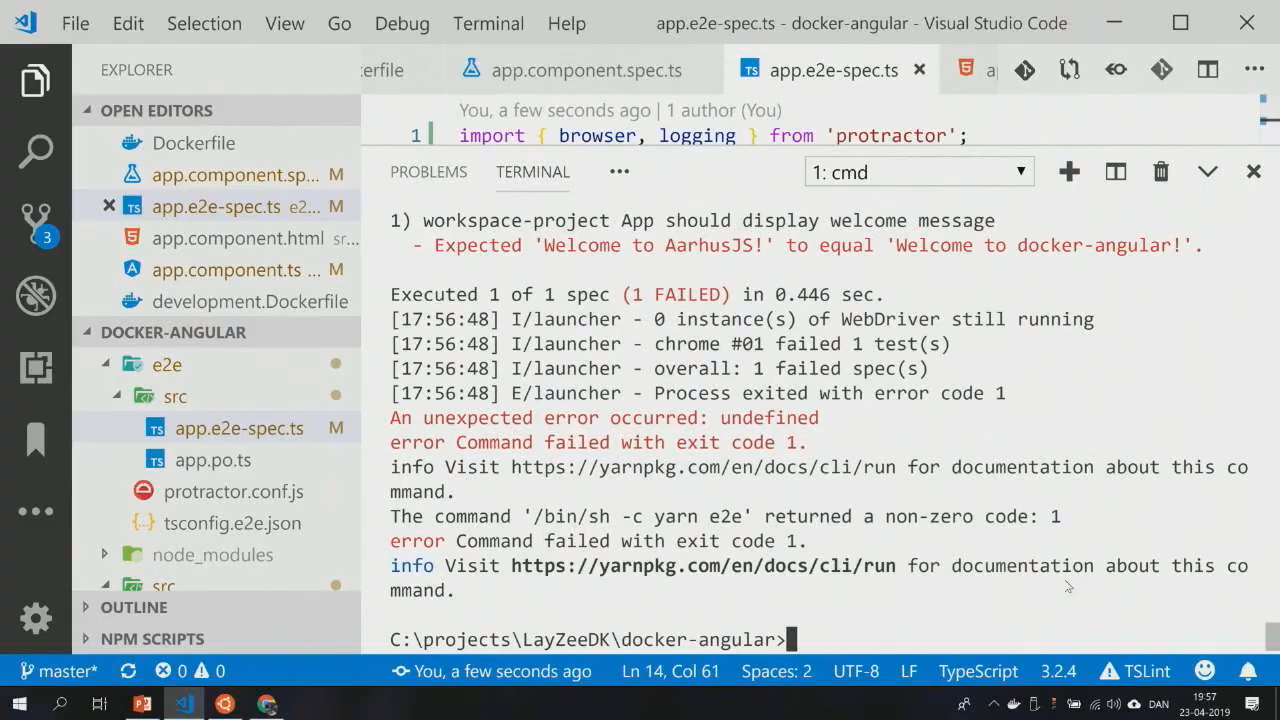 File Edit Selection View Go Debug Terminal Help app.e2e-spec.ts - docker-angular - Visual Studio Code
EXPLORER
erfile app.component.spec.ts TS app.e2e-spec.ts a
OPEN EDITORS
You, a few seconds ago | 1 author (You)
Dockerfile
1 import { browser, logging } from 'protractor';
app.component.sp... M
PROBLEMS TERMINAL ••• 1: cmd
TS app.e2e-spec.ts e2... M
app.component.html sr...
app.component.ts ... M
development.Dockerfile
3
DOCKER-ANGULAR
e2e
src
TS app.e2e-spec.ts M
TS app.po.ts
protractor.conf.js
tsconfig.e2e.json
node_modules
src
OUTLINE
NPM SCRIPTS
1) workspace-project App should display welcome message
- Expected 'Welcome to AarhusJS!' to equal 'Welcome to docker-angular!'.
Executed 1 of 1 spec (1 FAILED) in 0.446 sec.
[17:56:48] I/launcher - 0 instance(s) of WebDriver still running
[17:56:48] I/launcher - chrome #01 failed 1 test(s)
[17:56:48] I/launcher - overall: 1 failed spec(s)
[17:56:48] E/launcher - Process exited with error code 1
An unexpected error occurred: undefined
error Command failed with exit code 1.
info Visit https://yarnpkg.com/en/docs/cli/run for documentation about this co
mmand.
The command '/bin/sh -c yarn e2e' returned a non-zero code: 1
error Command failed with exit code 1.
info Visit https://yarnpkg.com/en/docs/cli/run for documentation about this co
mmand.
C:\projects\LayZeeDK\docker-angular>
master* 0 0 You, a few seconds ago Ln 14, Col 61 Spaces: 2 UTF-8 LF TypeScript 3.2.4 TSLint
DAN 19:57
23-04-2019